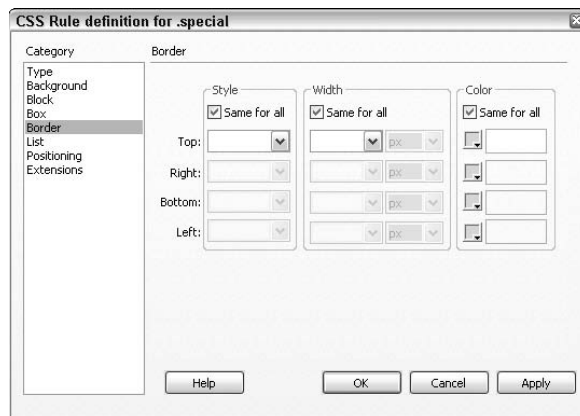 CSS Rule definition for .special
Category
Type
Background
Block
Box
Border
List
Positioning
Extensions
Border
Style
Width
Color
Same for all
Same for all
Same for all
Top:
px
Right:
px
Bottom:
px
Left:
px
Help
OK
Cancel
Apply